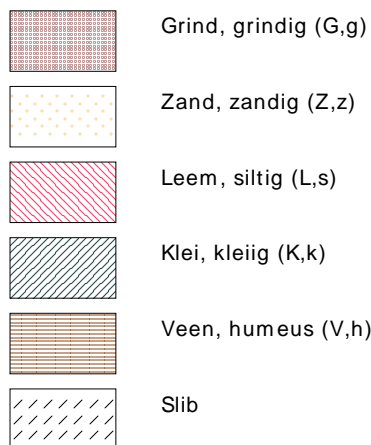 Grind, grindig (G,g)
Zand, zandig (Z,z)
Leem, siltig (L,s)
Klei, kleiig (K,k)
Veen, humeus (V,h)
Slib